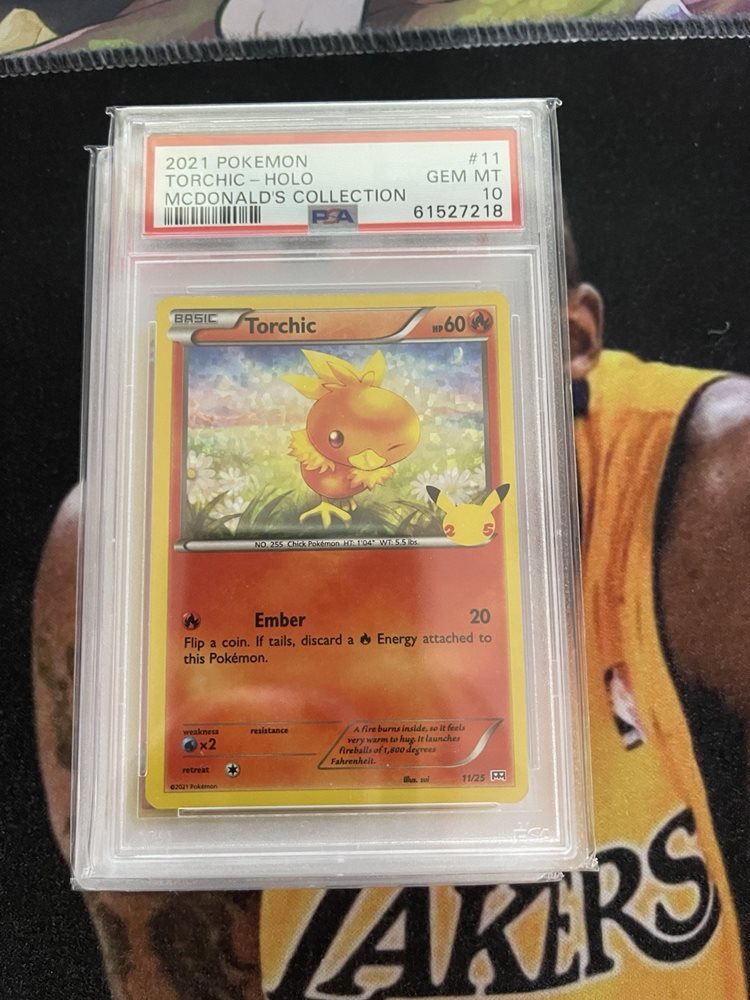 2021 POKEMON #11
TORCHIC - HOLO GEM MT
MCDONALD'S COLLECTION 10
PSA 61527218
BASIC Torchic HP60
25
NO. 255 Chick Pokémon HT: 1'04" WT: 5.5 lbs.
Ember 20
Flip a coin. If tails, discard a Energy attached to
this Pokémon.
weakness resistance
×2
retreat
A fire burns inside, so it feels
very warm to hug. It launches
fireballs of 1,800 degrees
Fahrenheit.
©2021 Pokémon illus. sui 11/25
LAKERS